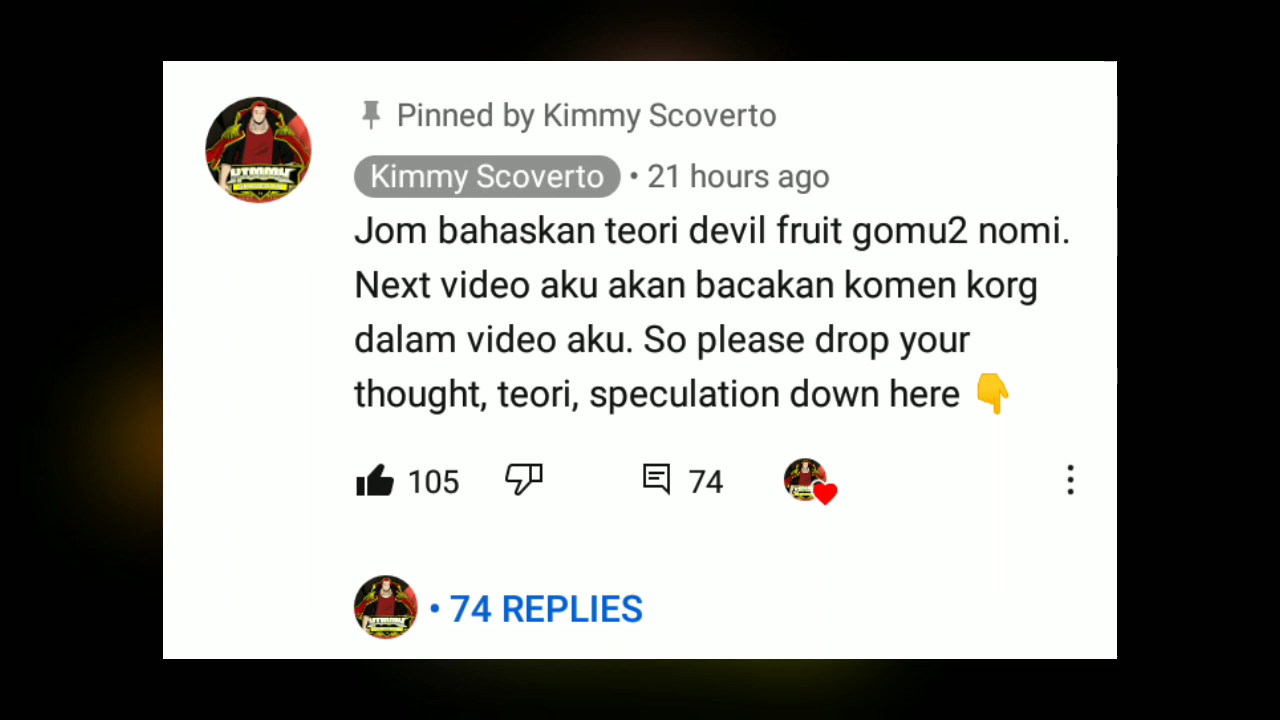 Pinned by Kimmy Scoverto
Kimmy Scoverto • 21 hours ago
Jom bahaskan teori devil fruit gomu2 nomi.
Next video aku akan bacakan komen korg
dalam video aku. So please drop your
thought, teori, speculation down here 👇
105 74
• 74 REPLIES